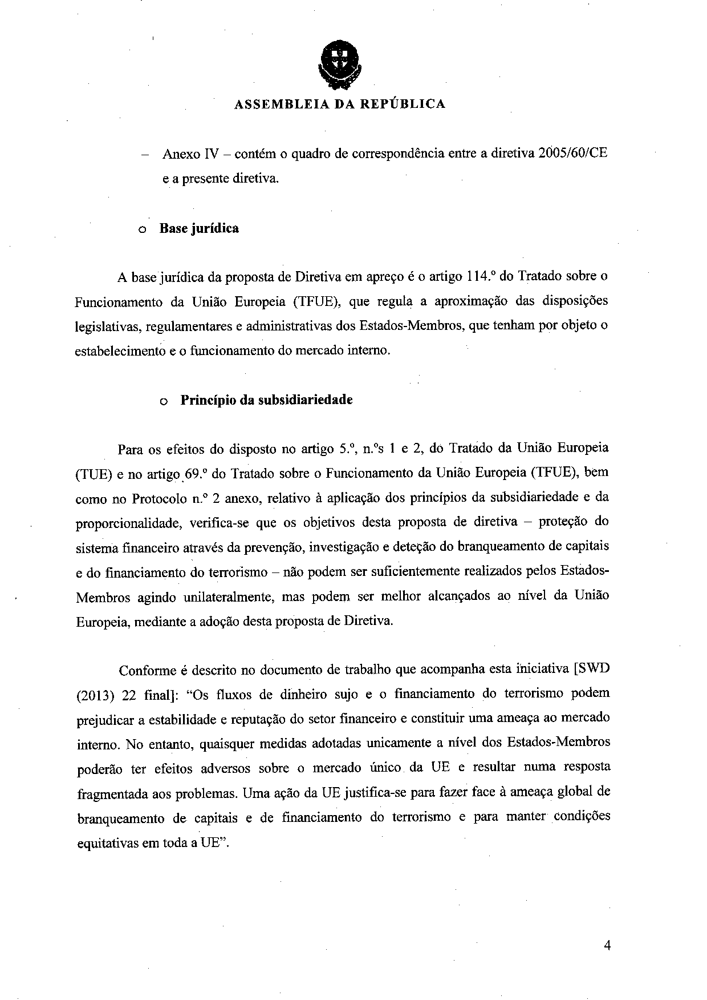 ASSEMBLEIA DA REPÚBLICA
– Anexo IV – contém o quadro de correspondência entre a diretiva 2005/60/CE
e a presente diretiva.
o Base jurídica
A base jurídica da proposta de Diretiva em apreço é o artigo 114.º do Tratado sobre o
Funcionamento da União Europeia (TFUE), que regula a aproximação das disposições
legislativas, regulamentares e administrativas dos Estados-Membros, que tenham por objeto o
estabelecimento e o funcionamento do mercado interno.
o Princípio da subsidiariedade
Para os efeitos do disposto no artigo 5.º, n.ºs 1 e 2, do Tratado da União Europeia
(TUE) e no artigo 69.º do Tratado sobre o Funcionamento da União Europeia (TFUE), bem
como no Protocolo n.º 2 anexo, relativo à aplicação dos princípios da subsidiariedade e da
proporcionalidade, verifica-se que os objetivos desta proposta de diretiva – proteção do
sistema financeiro através da prevenção, investigação e deteção do branqueamento de capitais
e do financiamento do terrorismo – não podem ser suficientemente realizados pelos Estados-
Membros agindo unilateralmente, mas podem ser melhor alcançados ao nível da União
Europeia, mediante a adoção desta proposta de Diretiva.
Conforme é descrito no documento de trabalho que acompanha esta iniciativa [SWD
(2013) 22 final]: “Os fluxos de dinheiro sujo e o financiamento do terrorismo podem
prejudicar a estabilidade e reputação do setor financeiro e constituir uma ameaça ao mercado
interno. No entanto, quaisquer medidas adotadas unicamente a nível dos Estados-Membros
poderão ter efeitos adversos sobre o mercado único da UE e resultar numa resposta
fragmentada aos problemas. Uma ação da UE justifica-se para fazer face à ameaça global de
branqueamento de capitais e de financiamento do terrorismo e para manter condições
equitativas em toda a UE”.
4